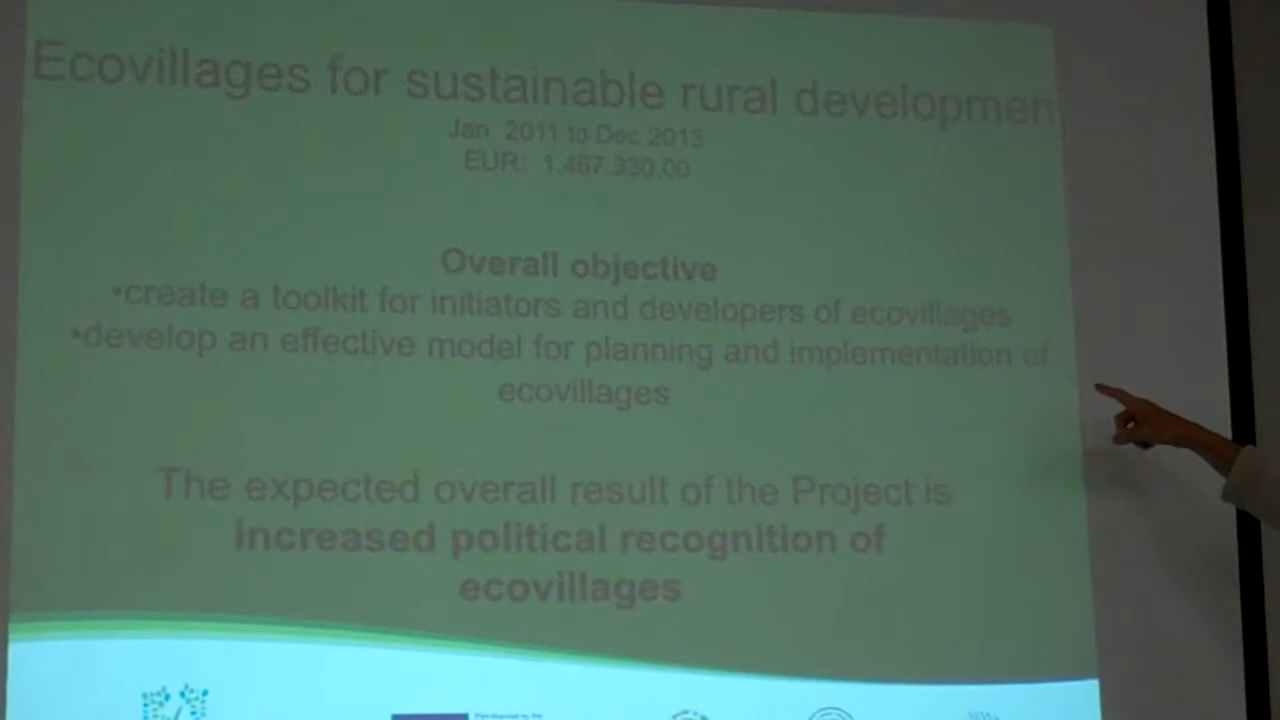 Ecovillages for sustainable rural developmen
Jan 2011 to Dec 2013
EUR: 1.467.330,00
Overall objective
•create a toolkit for initiators and developers of ecovillages
•develop an effective model for planning and implementation of
ecovillages
The expected overall result of the Project is
increased political recognition of
ecovillages